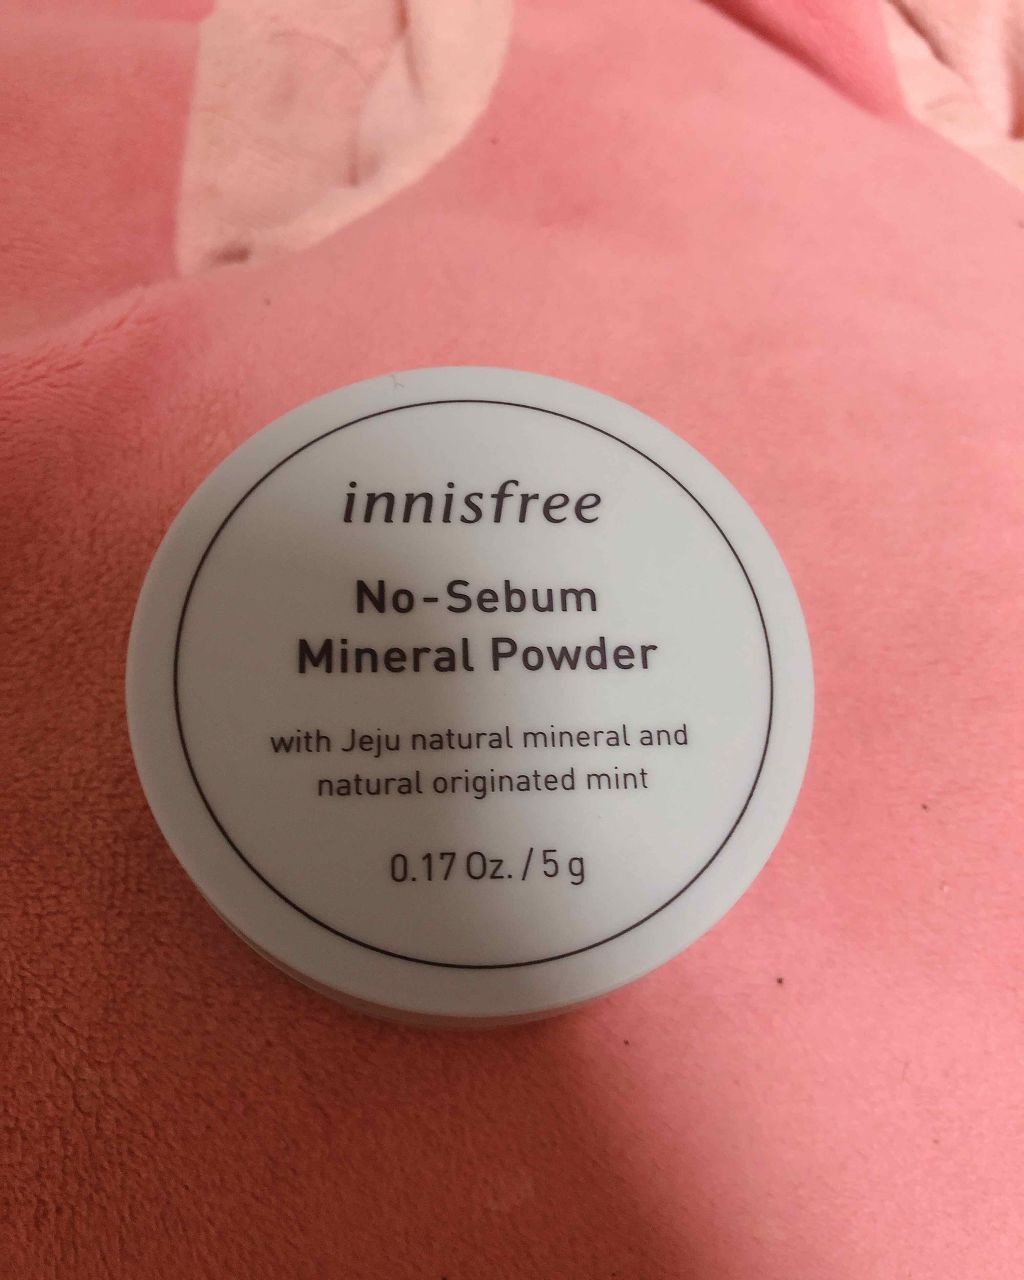 innisfree
No-Sebum
Mineral Powder
with Jeju natural mineral and
natural originated mint
0.17 Oz. / 5 g